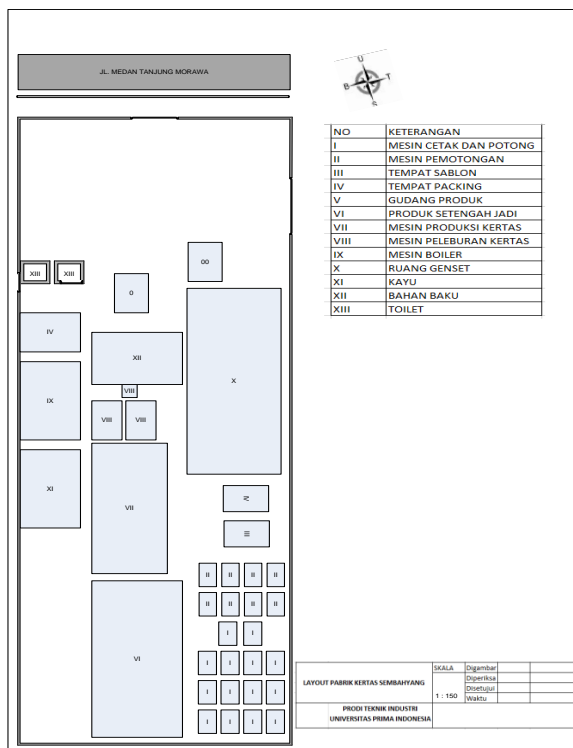 JL. MEDAN TANJUNG MORAWA
U
B
T
S
NO KETERANGAN
I MESIN CETAK DAN POTONG
II MESIN PEMOTONGAN
III TEMPAT SABLON
IV TEMPAT PACKING
V GUDANG PRODUK
VI PRODUK SETENGAH JADI
VII MESIN PRODUKSI KERTAS
VIII MESIN PELEBURAN KERTAS
IX MESIN BOILER
X RUANG GENSET
XI KAYU
XII BAHAN BAKU
XIII TOILET
OO
XIII XIII
O
IV
XII
X
VIII
IX
VIII VIII
XI
VII
IV
III
II II II II
II II II II
I I
VI
I I I I
I I I I
I I I I
LAYOUT PABRIK KERTAS SEMBAHYANG
SKALA
1 : 150
Digambar
Diperiksa
Disetujui
Waktu
PRODI TEKNIK INDUSTRI
UNIVERSITAS PRIMA INDONESIA